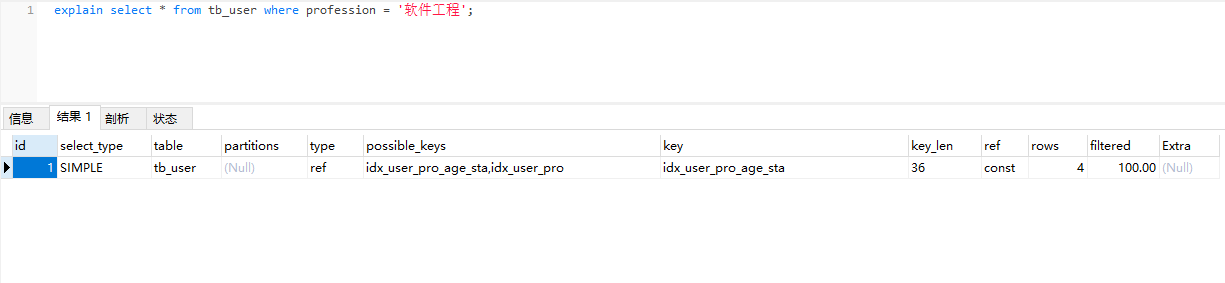 1 explain select * from tb_user where profession = '软件工程';
信息 结果 1 剖析 状态
id select_type table partitions type possible_keys key key_len ref rows filtered Extra
1 SIMPLE tb_user (Null) ref idx_user_pro_age_sta,idx_user_pro idx_user_pro_age_sta 36 const 4 100.00 (Null)